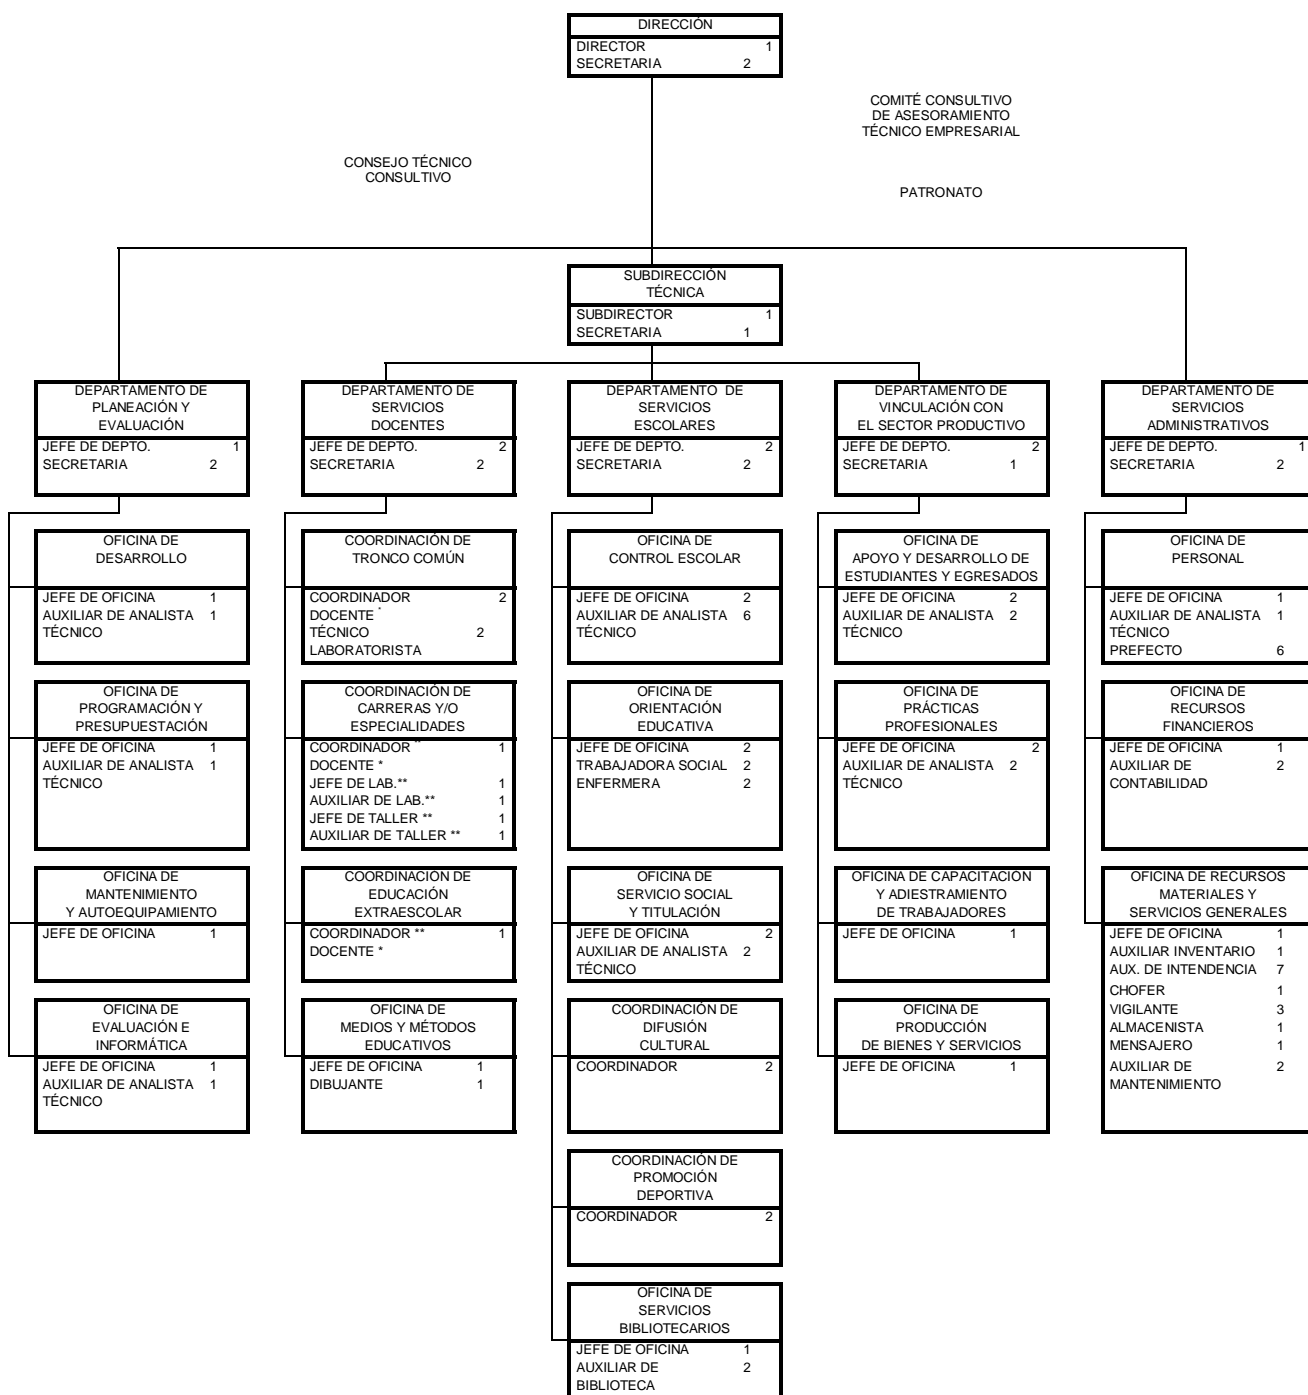 DIRECCIÓN
DIRECTOR 1
SECRETARIA 2
COMITÉ CONSULTIVO
DE ASESORAMIENTO
TÉCNICO EMPRESARIAL
CONSEJO TÉCNICO
CONSULTIVO
PATRONATO
SUBDIRECCIÓN
TÉCNICA
SUBDIRECTOR 1
SECRETARIA 1
DEPARTAMENTO DE
PLANEACIÓN Y
EVALUACIÓN
JEFE DE DEPTO. 1
SECRETARIA 2
OFICINA DE
DESARROLLO
JEFE DE OFICINA 1
AUXILIAR DE ANALISTA 1
TÉCNICO
OFICINA DE
PROGRAMACIÓN Y
PRESUPUESTACIÓN
JEFE DE OFICINA 1
AUXILIAR DE ANALISTA 1
TÉCNICO
OFICINA DE
MANTENIMIENTO
Y AUTOEQUIPAMIENTO
JEFE DE OFICINA 1
OFICINA DE
EVALUACIÓN E
INFORMÁTICA
JEFE DE OFICINA 1
AUXILIAR DE ANALISTA 1
TÉCNICO
DEPARTAMENTO DE
SERVICIOS
DOCENTES
JEFE DE DEPTO. 2
SECRETARIA 2
COORDINACIÓN DE
TRONCO COMÚN
COORDINADOR 2
DOCENTE *
TÉCNICO 2
LABORATORISTA
COORDINACIÓN DE
CARRERAS Y/O
ESPECIALIDADES
COORDINADOR ** 1
DOCENTE *
JEFE DE LAB.** 1
AUXILIAR DE LAB.** 1
JEFE DE TALLER ** 1
AUXILIAR DE TALLER ** 1
COORDINACIÓN DE
EDUCACIÓN
EXTRAESCOLAR
COORDINADOR ** 1
DOCENTE *
OFICINA DE
MEDIOS Y MÉTODOS
EDUCATIVOS
JEFE DE OFICINA 1
DIBUJANTE 1
DEPARTAMENTO DE
SERVICIOS
ESCOLARES
JEFE DE DEPTO. 2
SECRETARIA 2
OFICINA DE
CONTROL ESCOLAR
JEFE DE OFICINA 2
AUXILIAR DE ANALISTA 6
TÉCNICO
OFICINA DE
ORIENTACIÓN
EDUCATIVA
JEFE DE OFICINA 2
TRABAJADORA SOCIAL 2
ENFERMERA 2
OFICINA DE
SERVICIO SOCIAL
Y TITULACIÓN
JEFE DE OFICINA 2
AUXILIAR DE ANALISTA 2
TÉCNICO
COORDINACIÓN DE
DIFUSIÓN
CULTURAL
COORDINADOR 2
COORDINACIÓN DE
PROMOCIÓN
DEPORTIVA
COORDINADOR 2
OFICINA DE
SERVICIOS
BIBLIOTECARIOS
JEFE DE OFICINA 1
AUXILIAR DE 2
BIBLIOTECA
DEPARTAMENTO DE
VINCULACIÓN CON
EL SECTOR PRODUCTIVO
JEFE DE DEPTO. 2
SECRETARIA 1
OFICINA DE
APOYO Y DESARROLLO DE
ESTUDIANTES Y EGRESADOS
JEFE DE OFICINA 2
AUXILIAR DE ANALISTA 2
TÉCNICO
OFICINA DE
PRÁCTICAS
PROFESIONALES
JEFE DE OFICINA 2
AUXILIAR DE ANALISTA 2
TÉCNICO
OFICINA DE CAPACITACIÓN
Y ADIESTRAMIENTO
DE TRABAJADORES
JEFE DE OFICINA 1
OFICINA DE
PRODUCCIÓN
DE BIENES Y SERVICIOS
JEFE DE OFICINA 1
DEPARTAMENTO DE
SERVICIOS
ADMINISTRATIVOS
JEFE DE DEPTO. 1
SECRETARIA 2
OFICINA DE
PERSONAL
JEFE DE OFICINA 1
AUXILIAR DE ANALISTA 1
TÉCNICO
PREFECTO 6
OFICINA DE
RECURSOS
FINANCIEROS
JEFE DE OFICINA 1
AUXILIAR DE 2
CONTABILIDAD
OFICINA DE RECURSOS
MATERIALES Y
SERVICIOS GENERALES
JEFE DE OFICINA 1
AUXILIAR INVENTARIO 1
AUX. DE INTENDENCIA 7
CHOFER 1
VIGILANTE 3
ALMACENISTA 1
MENSAJERO 1
AUXILIAR DE 2
MANTENIMIENTO